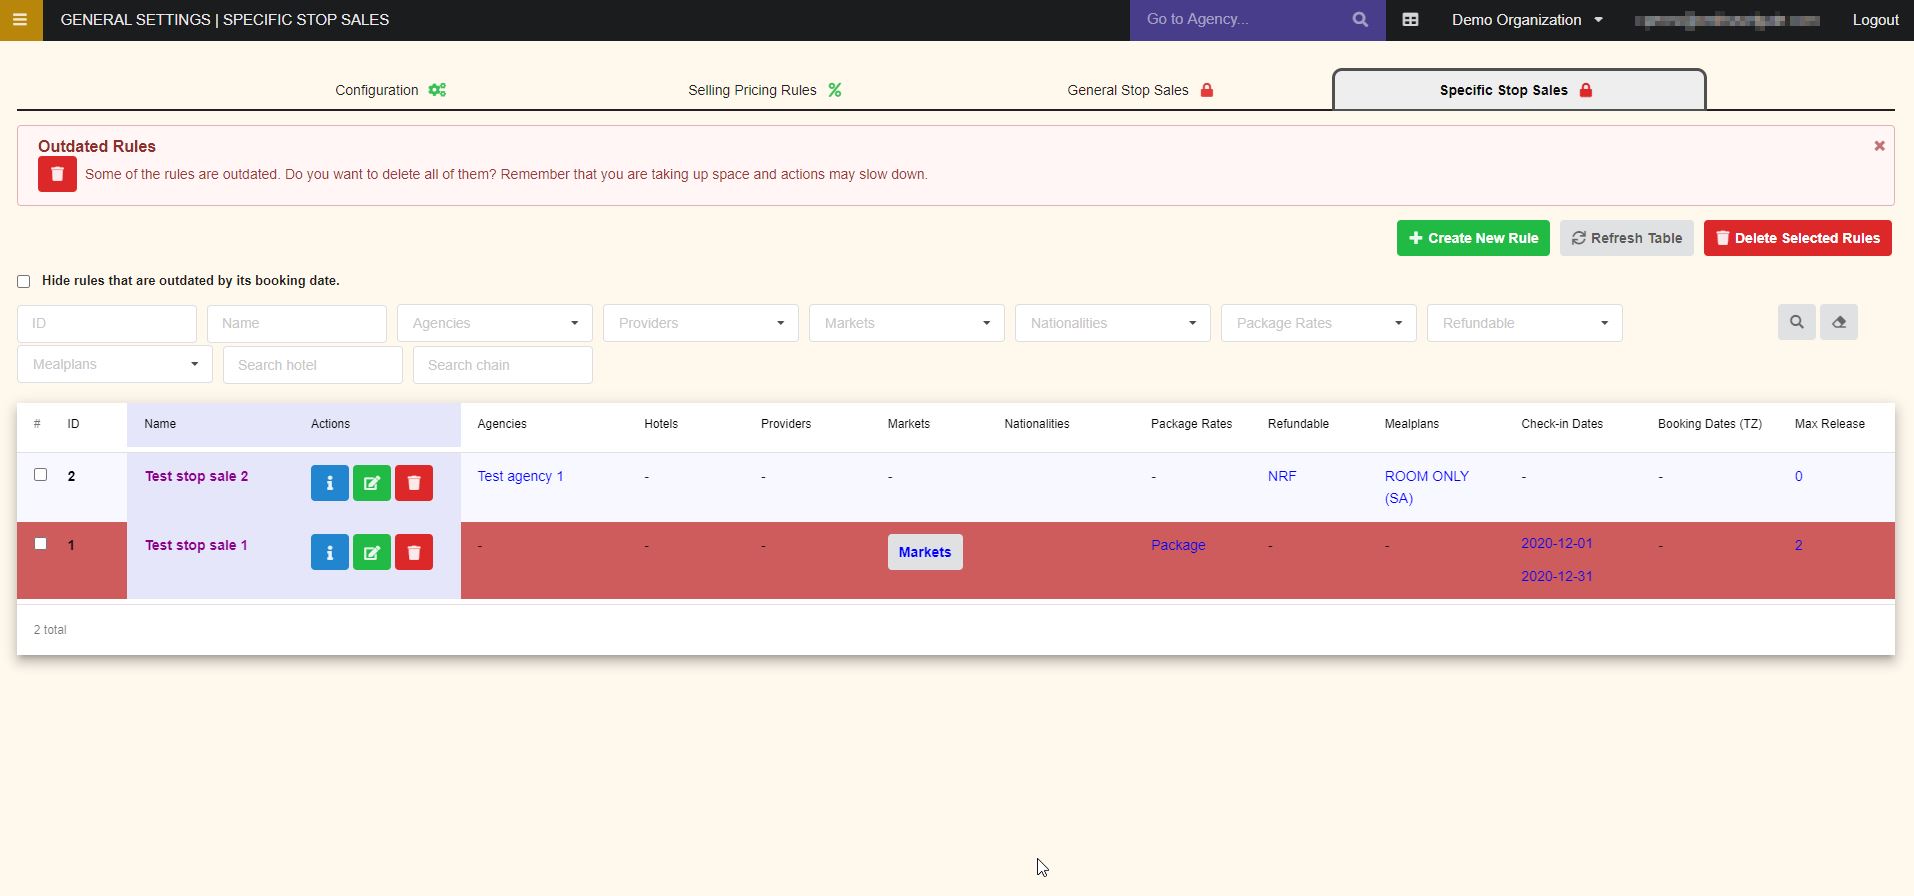 GENERAL SETTINGS | SPECIFIC STOP SALES
Go to Agency...
Demo Organization
Logout
Configuration
Selling Pricing Rules
General Stop Sales
Specific Stop Sales
Outdated Rules
Some of the rules are outdated. Do you want to delete all of them? Remember that you are taking up space and actions may slow down.
Create New Rule
Refresh Table
Delete Selected Rules
Hide rules that are outdated by its booking date.
ID
Name
Agencies
Providers
Markets
Nationalities
Package Rates
Refundable
Mealplans
Search hotel
Search chain
# ID Name Actions Agencies Hotels Providers Markets Nationalities Package Rates Refundable Mealplans Check-in Dates Booking Dates (TZ) Max Release
2 Test stop sale 2 Test agency 1 - - - - NRF ROOM ONLY - - 0
(SA)
1 Test stop sale 1 - - - Markets Package - - 2020-12-01 - 2
2020-12-31
2 total